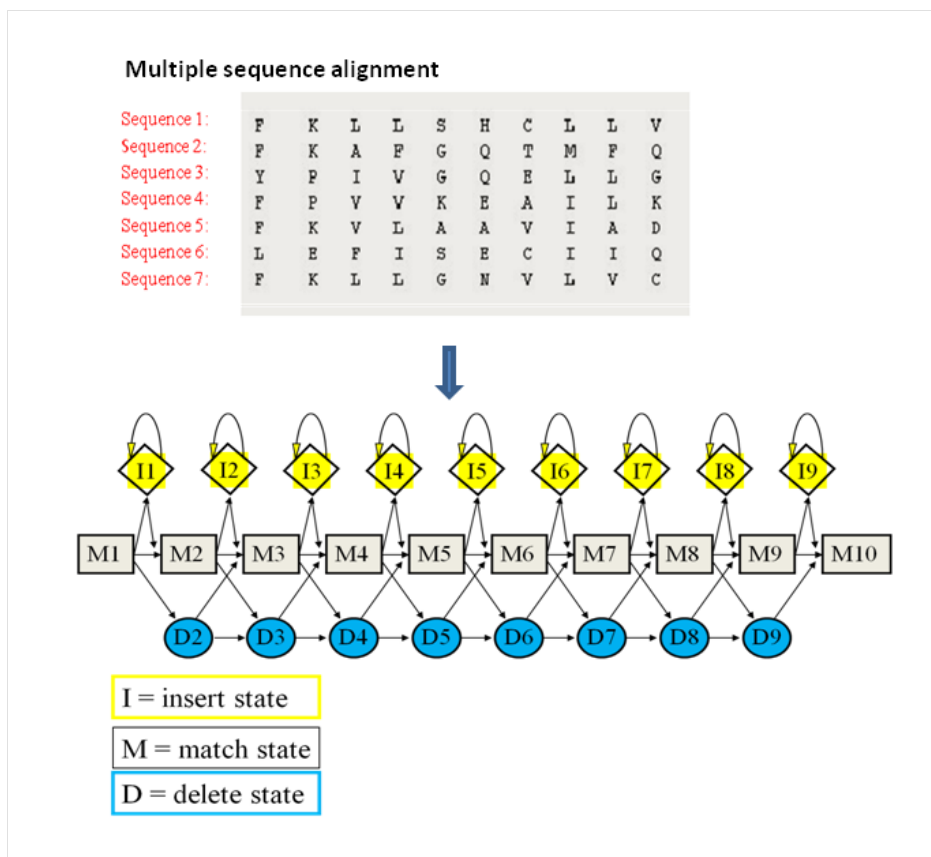 Multiple sequence alignment
Sequence 1: F K L L S H C L L V
Sequence 2: F K A F G Q T M F Q
Sequence 3: Y P I V G Q E L L G
Sequence 4: F P V V K E A I L K
Sequence 5: F K V L A A V I A D
Sequence 6: L E F I S E C I I Q
Sequence 7: F K L L G N V L V C
I1 I2 I3 I4 I5 I6 I7 I8 I9
M1 M2 M3 M4 M5 M6 M7 M8 M9 M10
D2 D3 D4 D5 D6 D7 D8 D9
I = insert state
M = match state
D = delete state